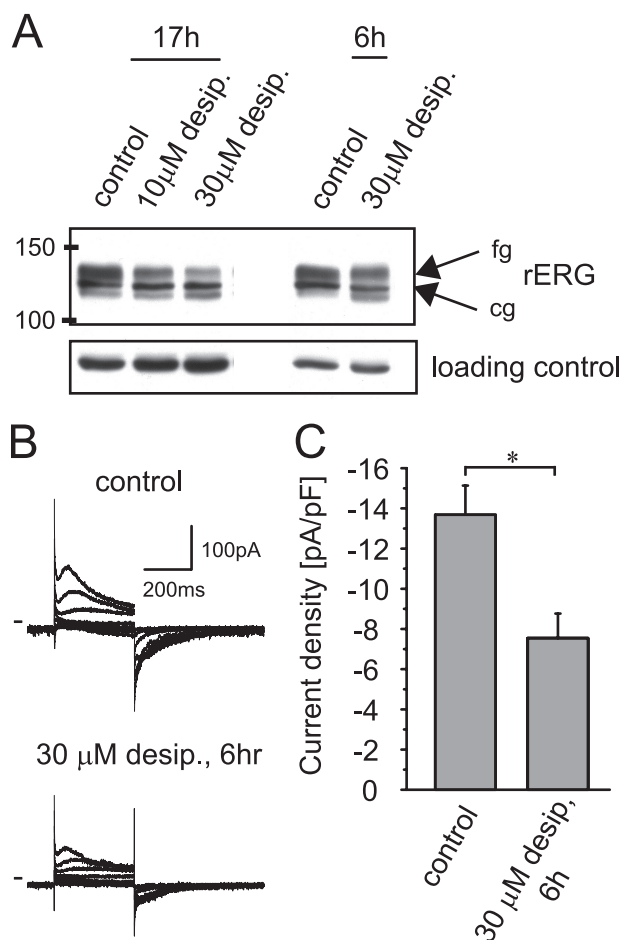 A
17h
6h
control
10µM desip.
30µM desip.
control
30µM desip.
150
100
fg
rERG
cg
loading control
B
control
100pA
200ms
-
30 µM desip., 6hr
-
C
Current density [pA/pF]
-16
-14
-12
-10
-8
-6
-4
-2
0
*
control
30 µM desip,
6h